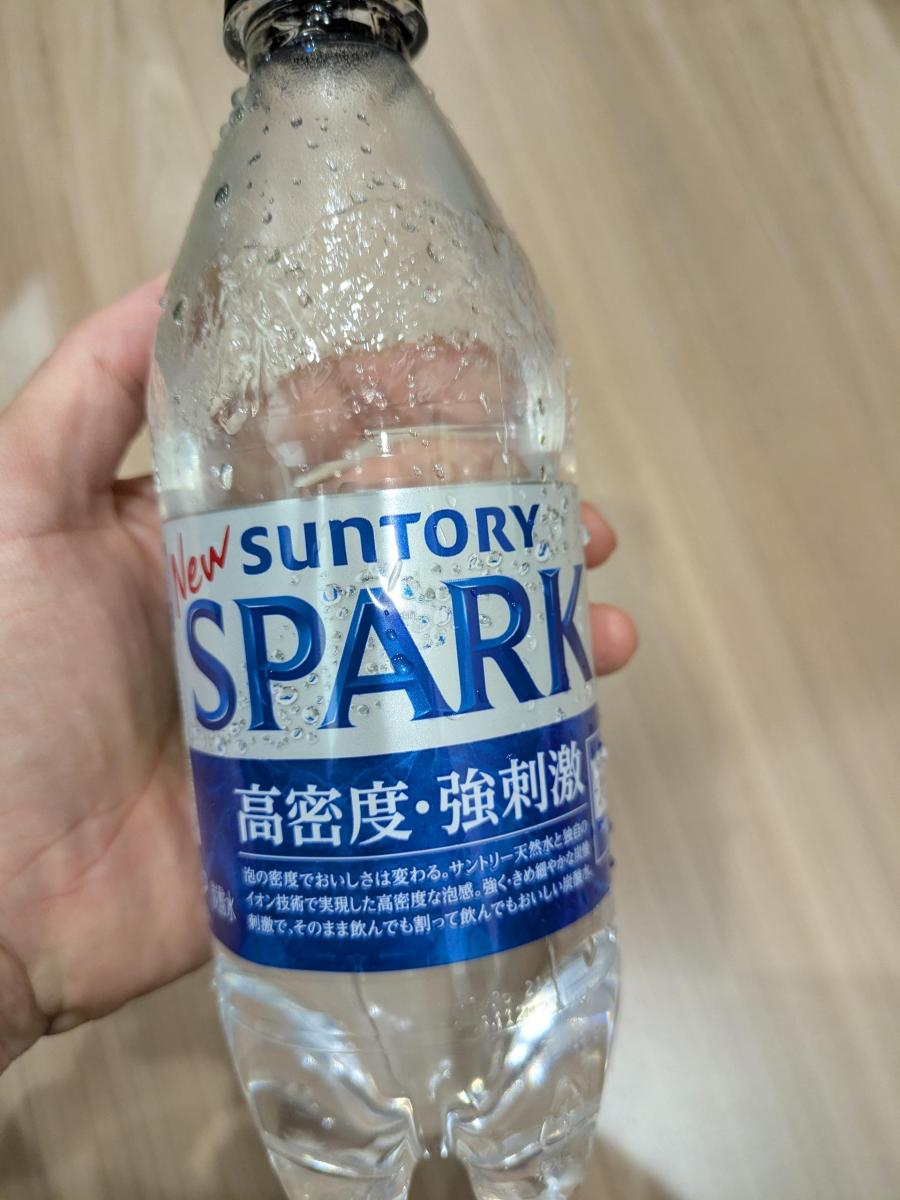 New SUNTORY
SPARK
高密度・強刺激
泡の密度でおいしさは変わる。サントリー天然水と独自の
イオン技術で実現した高密度な泡感。強く・きめ細やかな炭酸
刺激で、そのまま飲んでも割って飲んでもおいしい炭酸水。